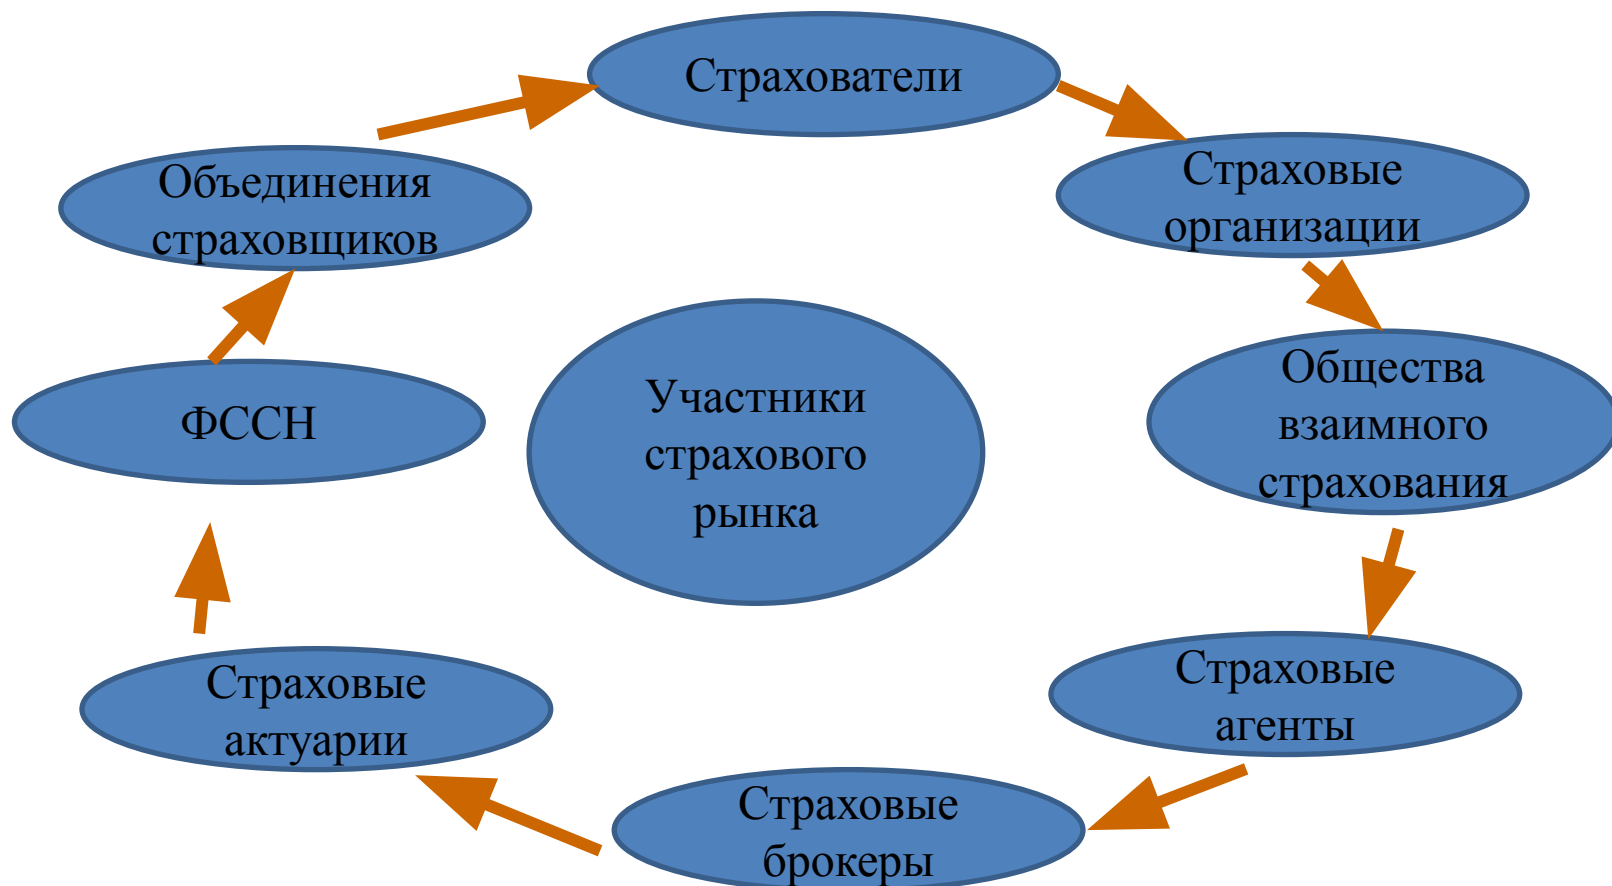 Страхователи
Страховые
организации
Общества
взаимного
страхования
Страховые
агенты
Страховые
брокеры
Страховые
актуарии
ФССН
Объединения
страховщиков
Участники
страхового
рынка